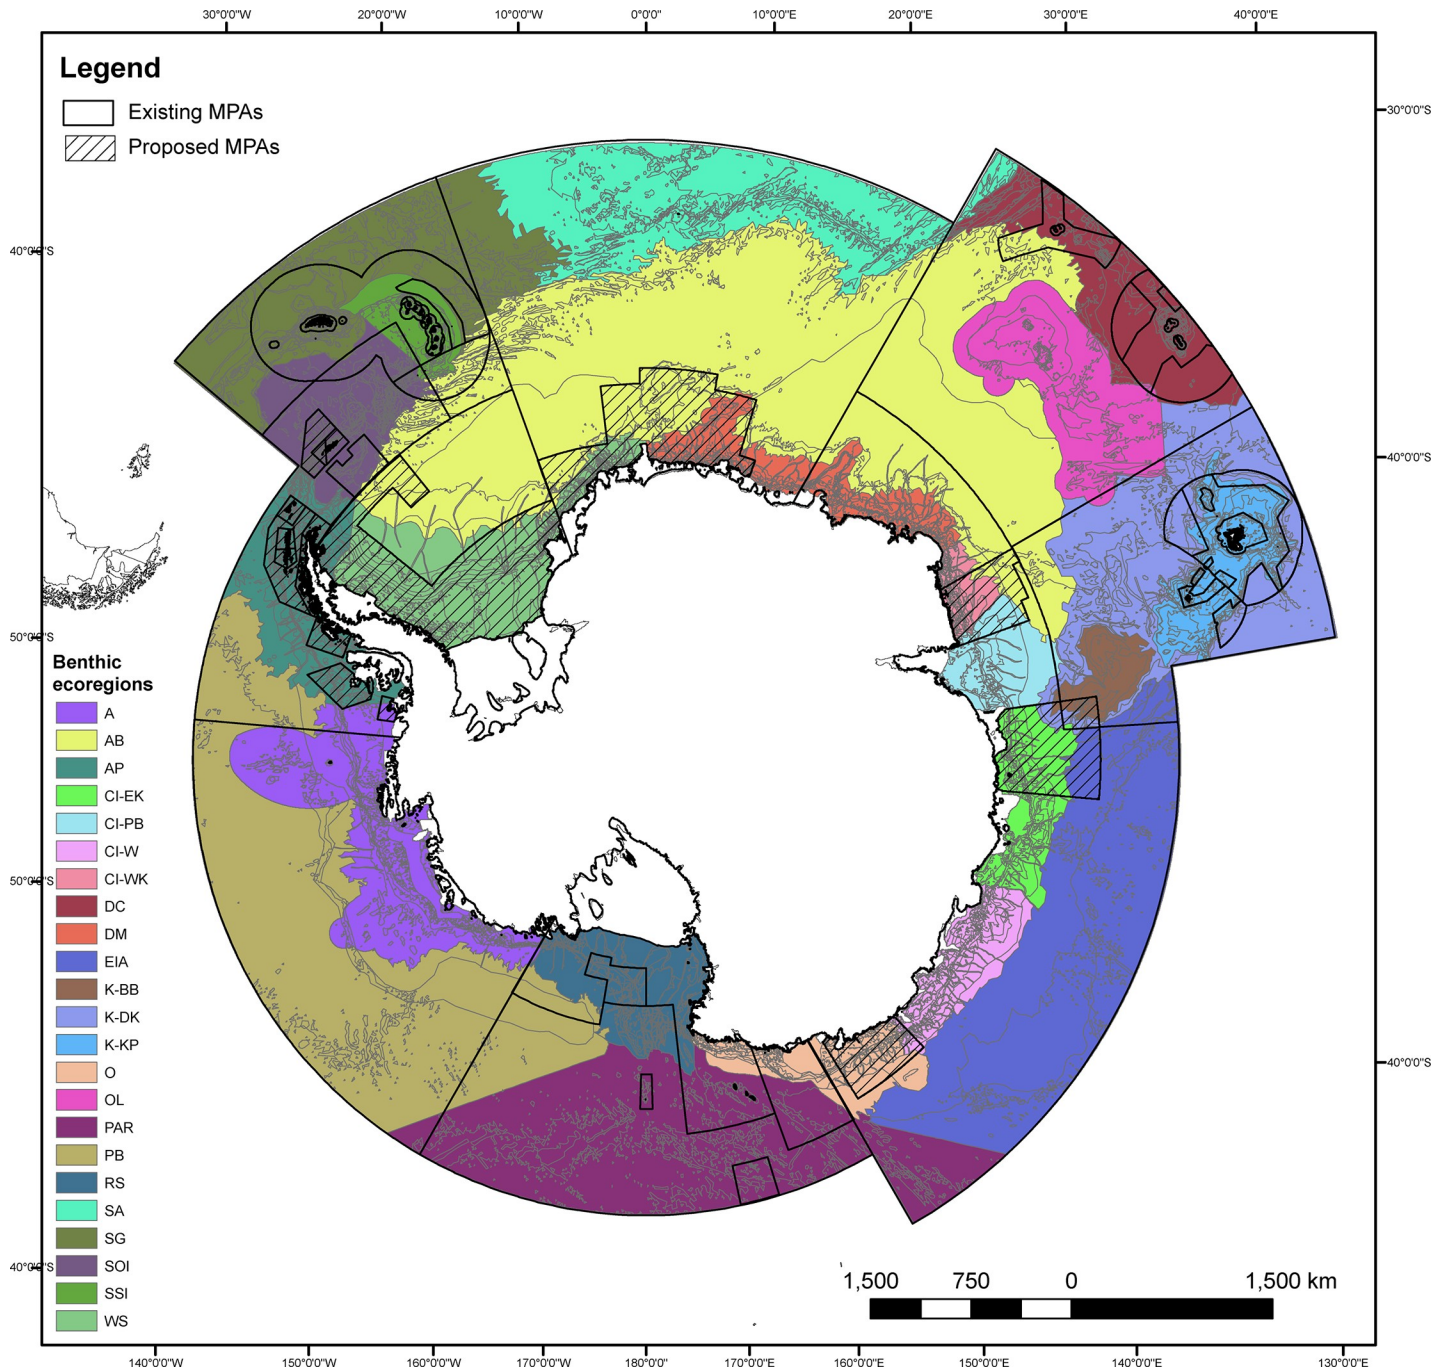 30°0'0"W 20°0'0"W 10°0'0"W 0°0'0" 10°0'0"E 20°0'0"E 30°0'0"E 40°0'0"E
Legend
Existing MPAs
Proposed MPAs
30°0'0"S
40°0'0"S
40°0'0"S
50°0'0"S
Benthic
ecoregions
A
AB
AP
CI-EK
CI-PB
CI-W
50°0'0"S
CI-WK
DC
DM
EIA
K-BB
K-DK
K-KP
40°0'0"S
O
OL
PAR
PB
RS
SA
SG
SOI
40°0'0"S
SSI
WS
1,500 750 0 1,500 km
140°0'0"W 150°0'0"W 160°0'0"W 170°0'0"W 180°0'0" 170°0'0"E 160°0'0"E 150°0'0"E 140°0'0"E 130°0'0"E